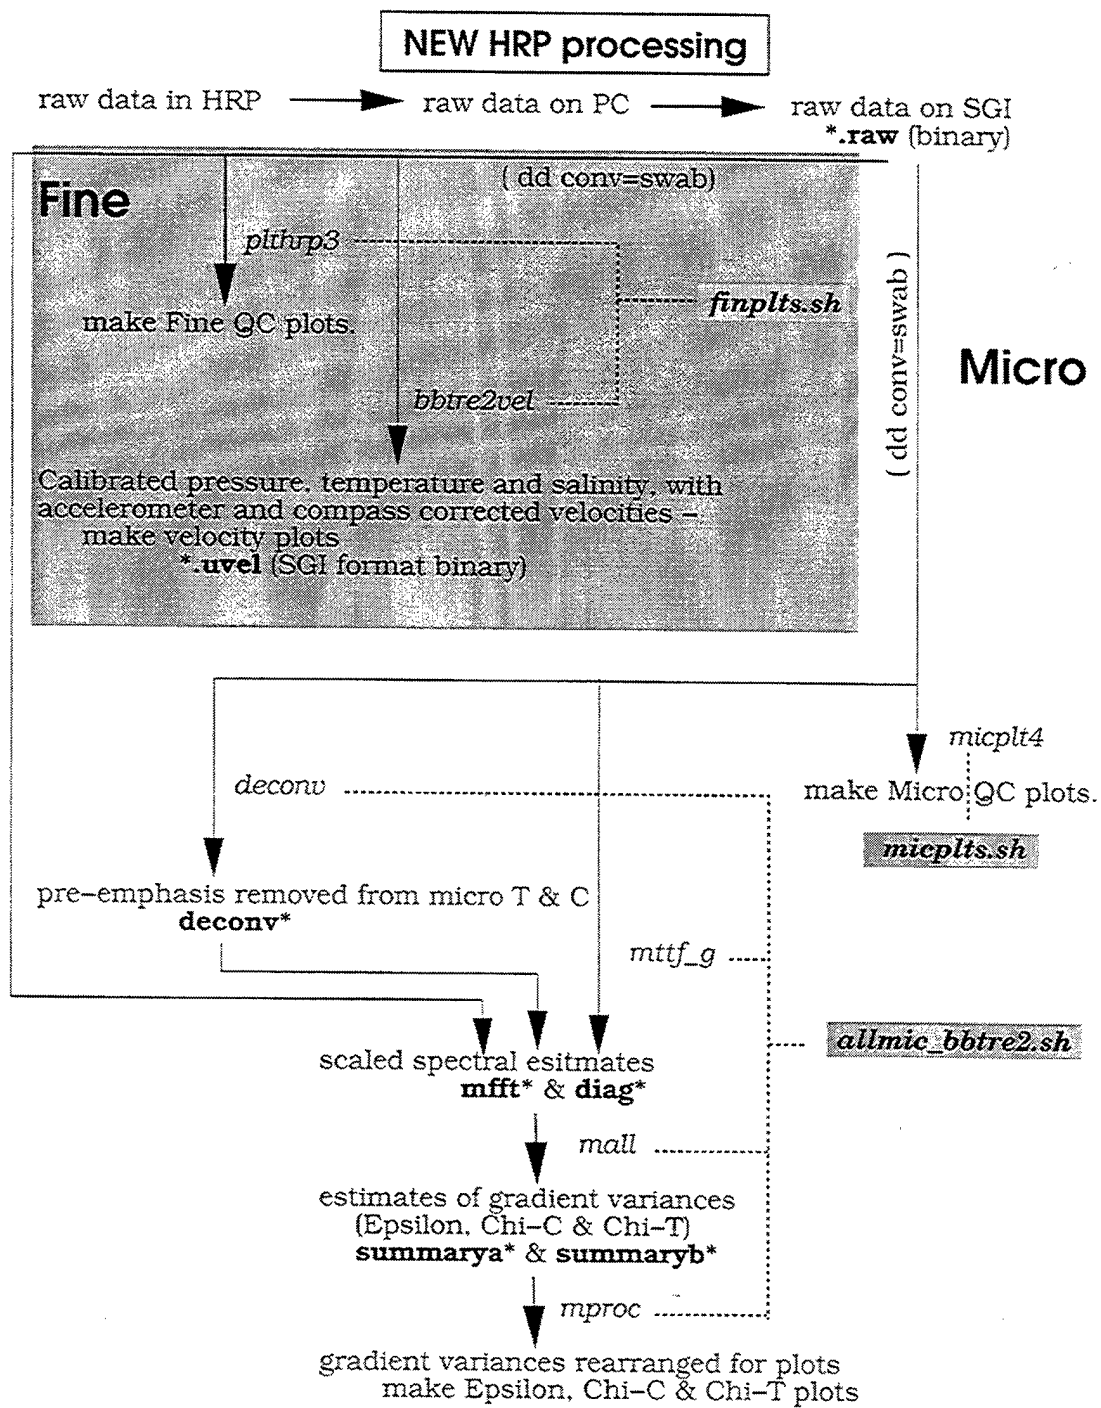 NEW HRP processing
raw data in HRP
raw data on PC
raw data on SGI
*.raw (binary)
( dd conv=swab)
Fine
plthrp3
make Fine QC plots.
finplts.sh
( dd conv=swab )
Micro
bbtre2vel
Calibrated pressure, temperature and salinity, with
accelerometer and compass corrected velocities –
make velocity plots
*.uvel (SGI format binary)
micplt4
deconv
make Micro QC plots.
micplts.sh
pre–emphasis removed from micro T & C
deconv*
mttf_g
allmic_bbtre2.sh
scaled spectral esitmates
mfft* & diag*
mall
estimates of gradient variances
(Epsilon, Chi–C & Chi–T)
summarya* & summaryb*
mproc
gradient variances rearranged for plots
make Epsilon, Chi–C & Chi–T plots